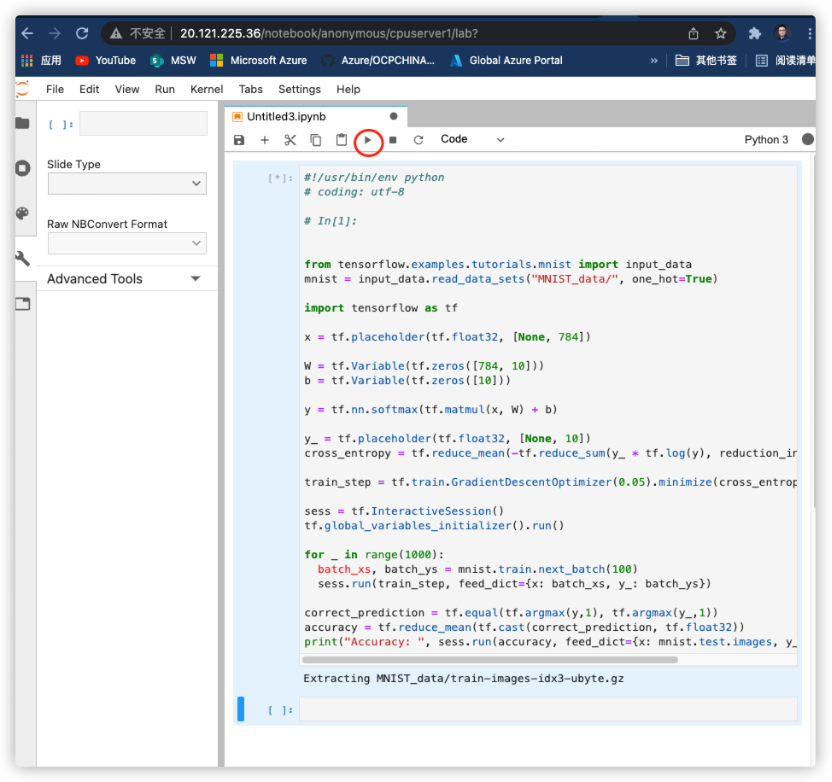 不安全 20.121.225.36/notebook/anonymous/cpuserver1/lab?
应用 YouTube MSW Microsoft Azure Azure/OCPCHINA... Global Azure Portal » 其他书签 阅读清单
File Edit View Run Kernel Tabs Settings Help
[ ]:
Slide Type
Raw NBConvert Format
Advanced Tools
Untitled3.ipynb
Code Python 3
[*]: #!/usr/bin/env python
# coding: utf-8
# In[1]:
from tensorflow.examples.tutorials.mnist import input_data
mnist = input_data.read_data_sets("MNIST_data/", one_hot=True)
import tensorflow as tf
x = tf.placeholder(tf.float32, [None, 784])
W = tf.Variable(tf.zeros([784, 10]))
b = tf.Variable(tf.zeros([10]))
y = tf.nn.softmax(tf.matmul(x, W) + b)
y_ = tf.placeholder(tf.float32, [None, 10])
cross_entropy = tf.reduce_mean(-tf.reduce_sum(y_ * tf.log(y), reduction_in
train_step = tf.train.GradientDescentOptimizer(0.05).minimize(cross_entrop
sess = tf.InteractiveSession()
tf.global_variables_initializer().run()
for _ in range(1000):
  batch_xs, batch_ys = mnist.train.next_batch(100)
  sess.run(train_step, feed_dict={x: batch_xs, y_: batch_ys})
correct_prediction = tf.equal(tf.argmax(y,1), tf.argmax(y_,1))
accuracy = tf.reduce_mean(tf.cast(correct_prediction, tf.float32))
print("Accuracy: ", sess.run(accuracy, feed_dict={x: mnist.test.images, y_
Extracting MNIST_data/train-images-idx3-ubyte.gz
[ ]: